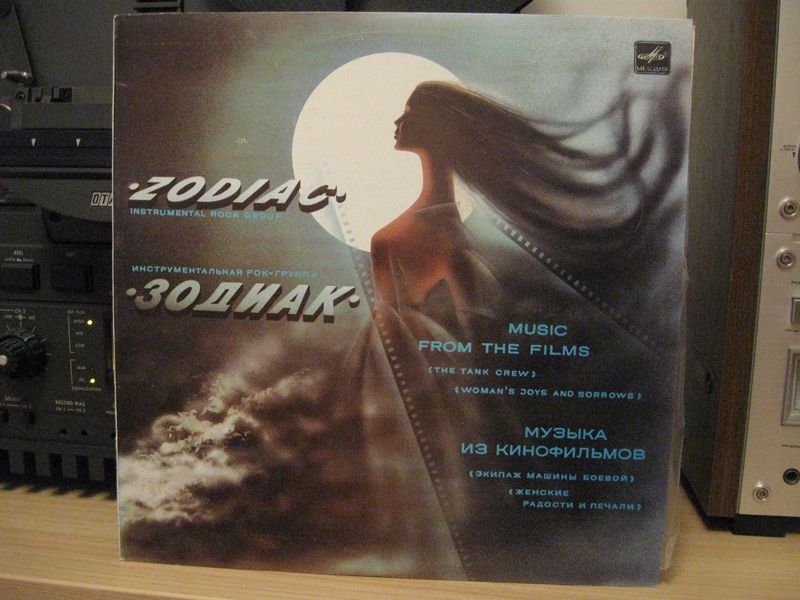 МЕЛОДИЯ
·ZODIAC·
INSTRUMENTAL ROCK GROUP
ИНСТРУМЕНТАЛЬНАЯ РОК-ГРУППА
·ЗОДИАК·
MUSIC
FROM THE FILMS
(THE TANK CREW)
(WOMAN'S JOYS AND SORROWS)
МУЗЫКА
ИЗ КИНОФИЛЬМОВ
(ЭКИПАЖ МАШИНЫ БОЕВОЙ)
(ЖЕНСКИЕ
РАДОСТИ И ПЕЧАЛИ)